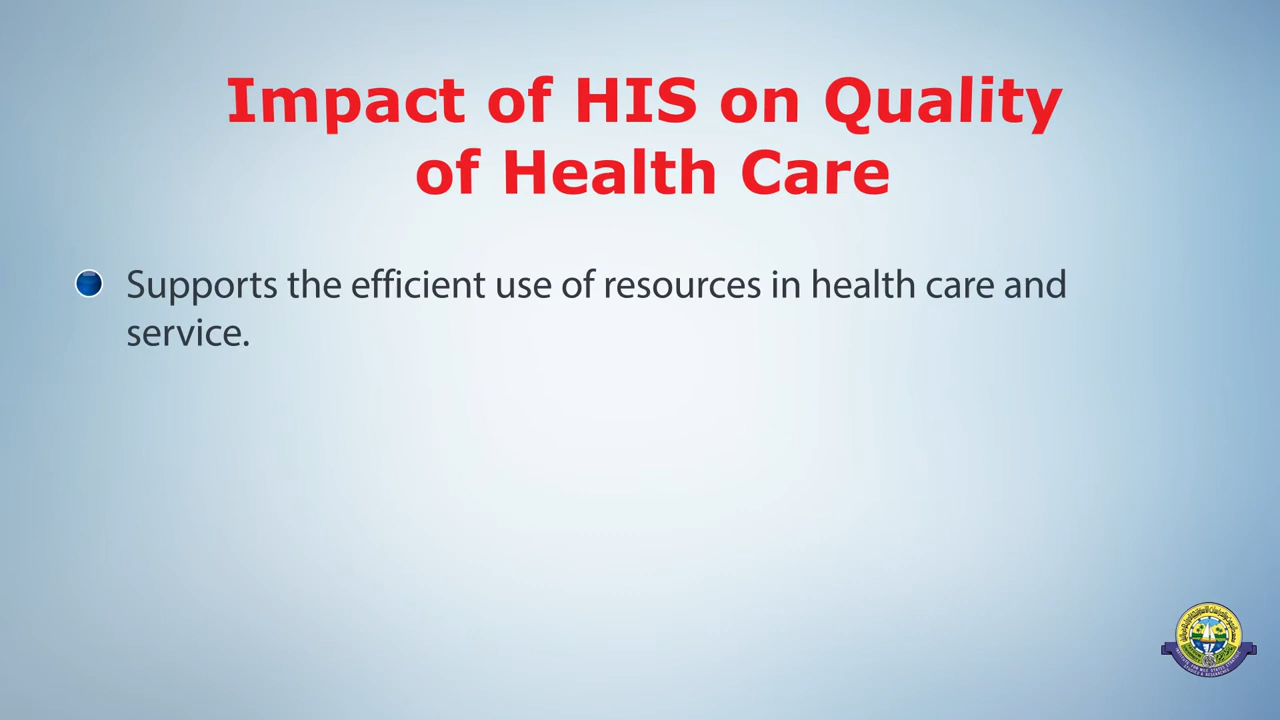 Impact of HIS on Quality
of Health Care
Supports the efficient use of resources in health care and
service.